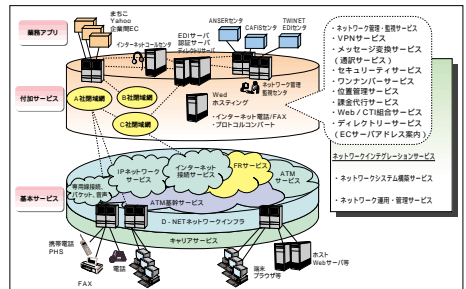 業務アプリ
まちこ
Yahoo
企業間EC
インターネットコールセンタ
EDIサーバ
認証サーバ
ディレクトリサーバ
ANSERセンタ
CAFISセンタ
TWINET
EDIセンタ
付加サービス
A社閉域網
B社閉域網
C社閉域網
Wed
ホスティング
ネットワーク管理
監視センタ
・インターネット電話/FAX
・プロトコルコンバート
・ネットワーク管理・監視サービス
・VPNサービス
・メッセージ変換サービス
(通訳サービス)
・セキュリティサービス
・ワンナンバーサービス
・位置管理サービス
・課金代行サービス
・Web/CTI組合サービス
・ディレクトリーサービス
(ECサーバアドレス案内)
ネットワークインテグレーションサービス
・ネットワークシステム構築サービス
・ネットワーク運用・管理サービス
基本サービス
IPネットワーク
サービス
インターネット
接続サービス
FRサービス
ATM
サービス
専用線接続、
パケット、音声
ATM基幹サービス
D-NETネットワークインフラ
キャリアサービス
携帯電話
PHS
FAX
電話
端末
ブラウザ等
ホスト
Webサーバ等